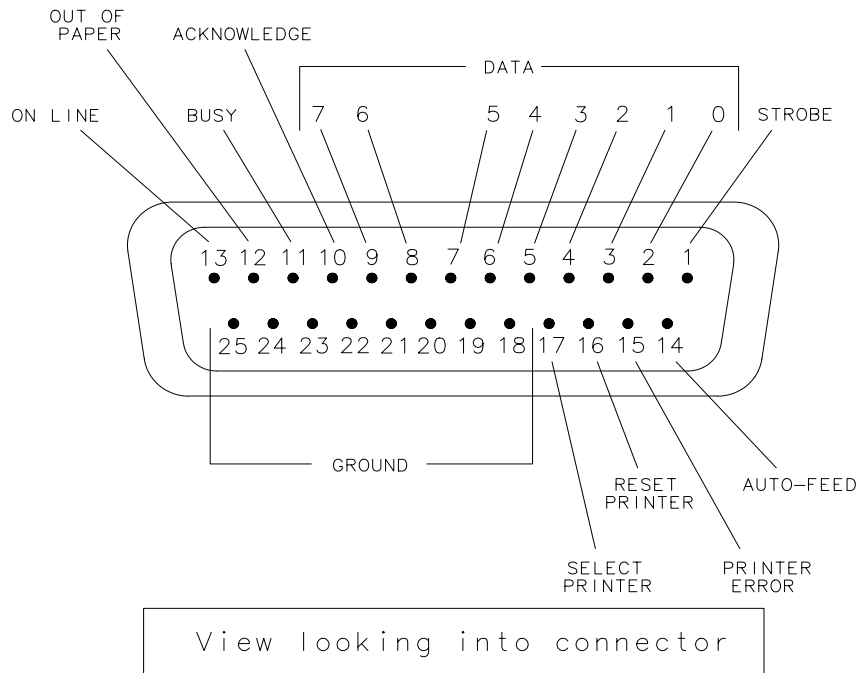 OUT OF
PAPER
ACKNOWLEDGE
DATA
ON LINE
BUSY
7 6 5 4 3 2 1 0
STROBE
13 12 11 10 9 8 7 6 5 4 3 2 1
25 24 23 22 21 20 19 18 17 16 15 14
GROUND
RESET
PRINTER
AUTO-FEED
SELECT
PRINTER
PRINTER
ERROR
View looking into connector